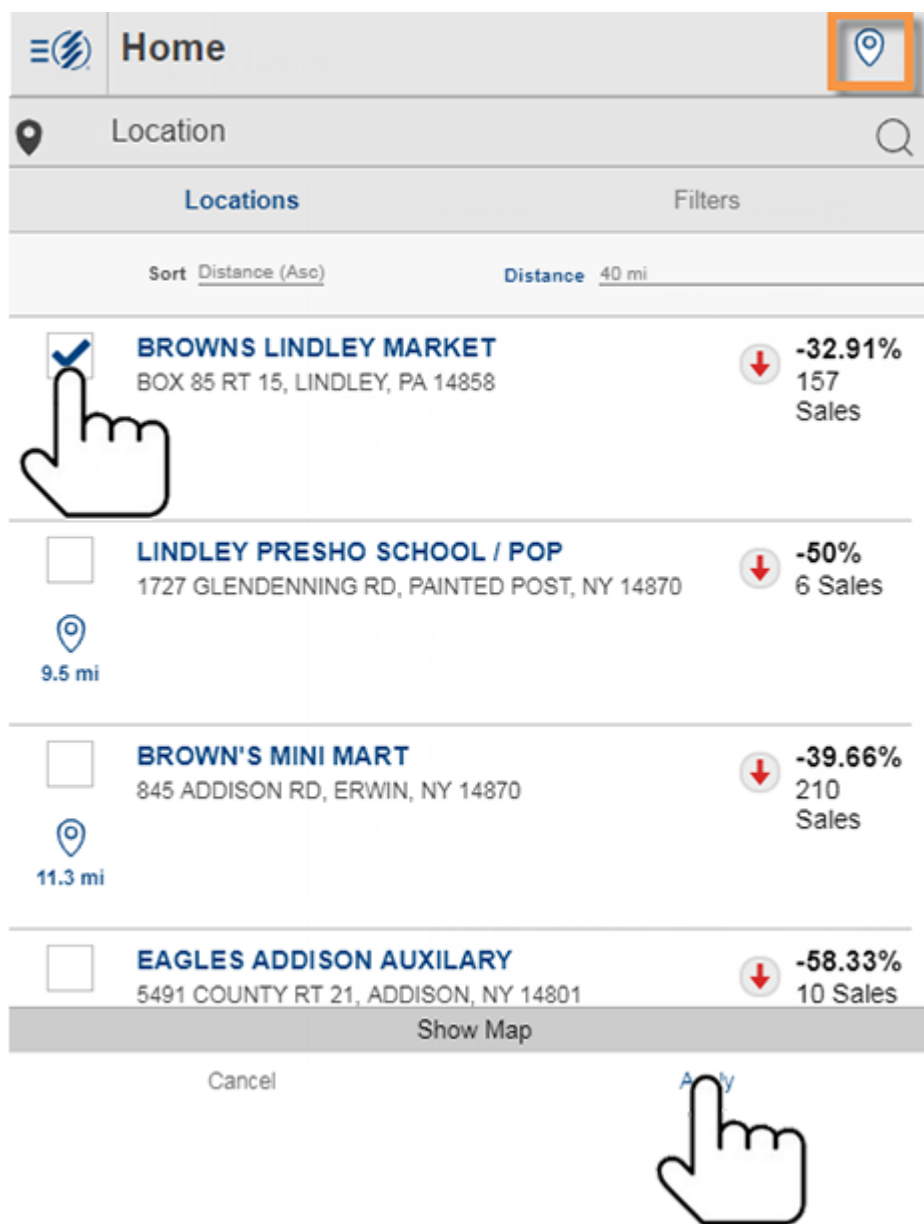 Home
Location
Locations Filters
Sort Distance (Asc) Distance 40 mi
BROWNS LINDLEY MARKET
BOX 85 RT 15, LINDLEY, PA 14858
-32.91%
157
Sales
LINDLEY PRESHO SCHOOL / POP
1727 GLENDENNING RD, PAINTED POST, NY 14870
-50%
6 Sales
9.5 mi
BROWN'S MINI MART
845 ADDISON RD, ERWIN, NY 14870
-39.66%
210
Sales
11.3 mi
EAGLES ADDISON AUXILARY
5491 COUNTY RT 21, ADDISON, NY 14801
-58.33%
10 Sales
Show Map
Cancel